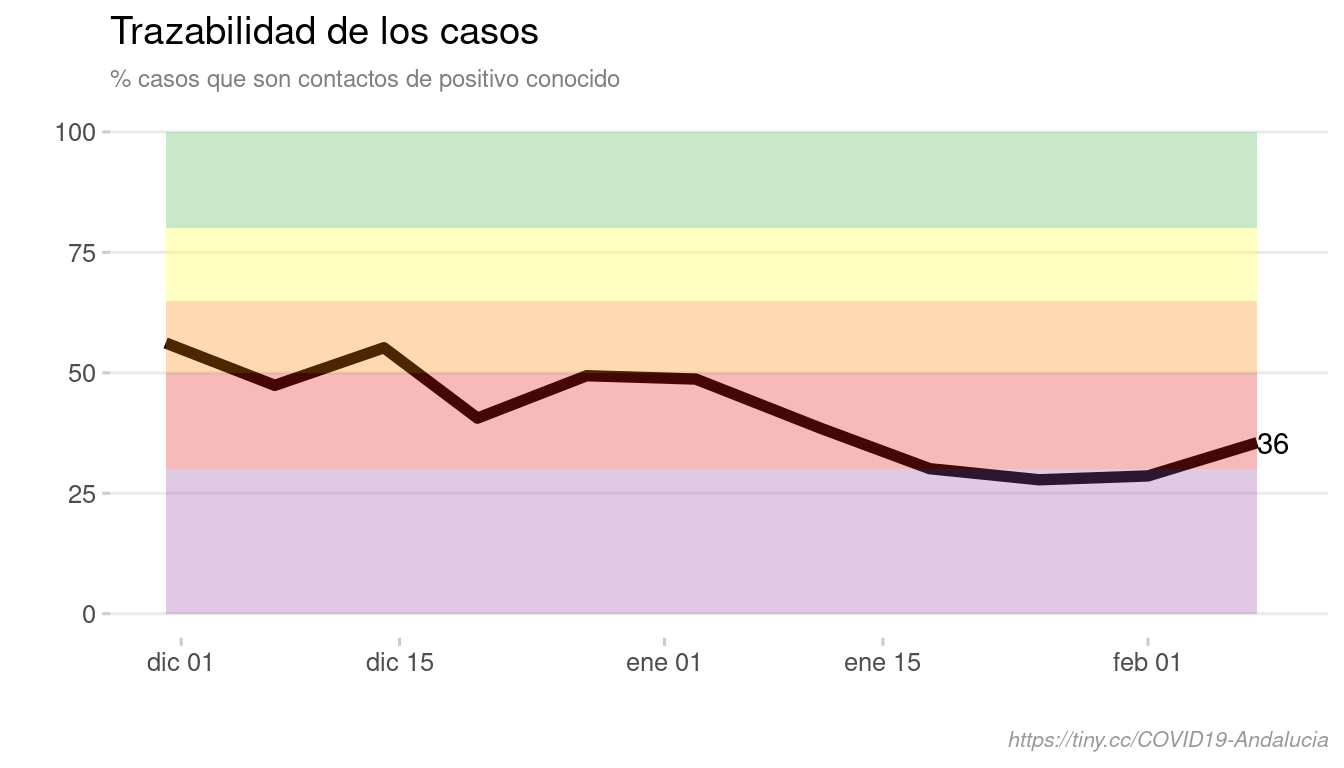 Trazabilidad de los casos
% casos que son contactos de positivo conocido
100
75
50
25
0
36
dic 01 dic 15 ene 01 ene 15 feb 01
https://tiny.cc/COVID19-Andalucia